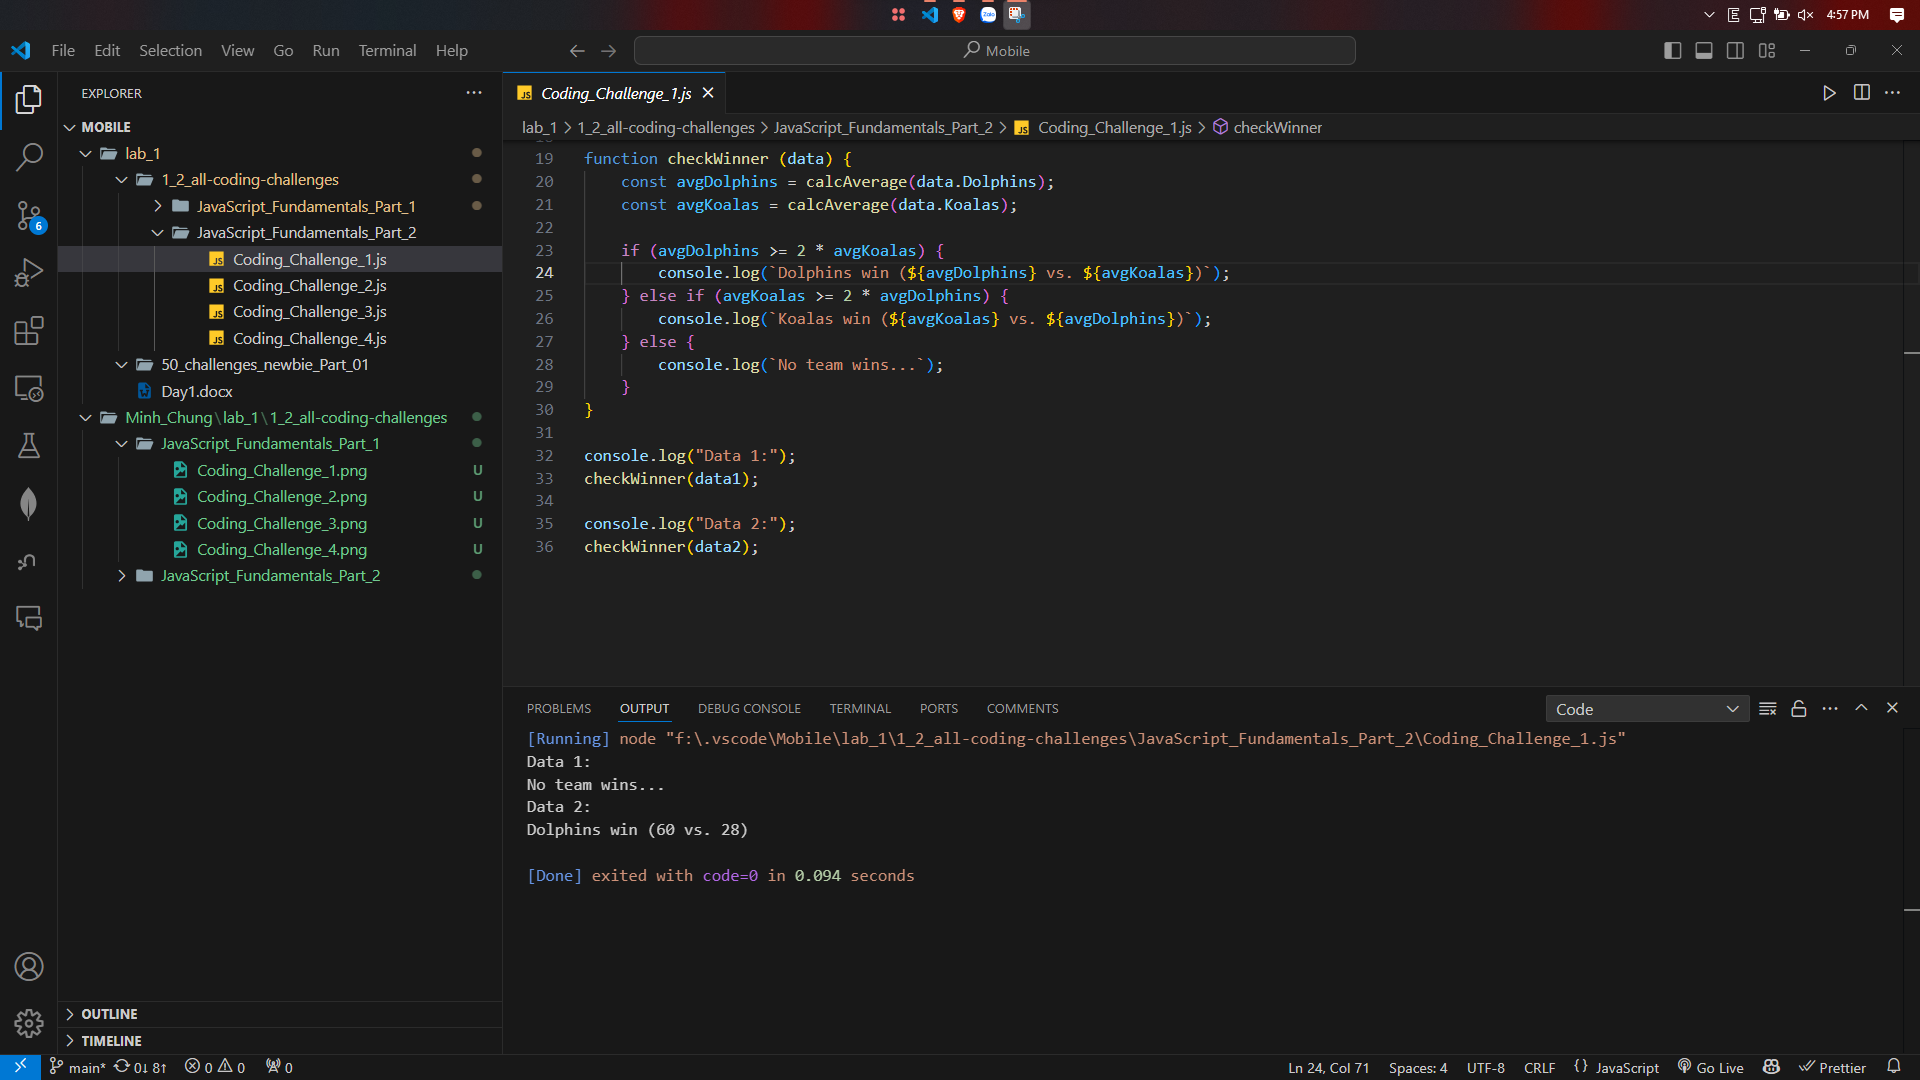 4:57 PM
File Edit Selection View Go Run Terminal Help
Mobile
EXPLORER
MOBILE
lab_1
1_2_all-coding-challenges
JavaScript_Fundamentals_Part_1
JavaScript_Fundamentals_Part_2
Coding_Challenge_1.js
Coding_Challenge_2.js
Coding_Challenge_3.js
Coding_Challenge_4.js
50_challenges_newbie_Part_01
Day1.docx
Minh_Chung\lab_1\1_2_all-coding-challenges
JavaScript_Fundamentals_Part_1
Coding_Challenge_1.png U
Coding_Challenge_2.png U
Coding_Challenge_3.png U
Coding_Challenge_4.png U
JavaScript_Fundamentals_Part_2
OUTLINE
TIMELINE
6
JS Coding_Challenge_1.js
lab_1 > 1_2_all-coding-challenges > JavaScript_Fundamentals_Part_2 > JS Coding_Challenge_1.js > checkWinner
19 function checkWinner (data) {
20 const avgDolphins = calcAverage(data.Dolphins);
21 const avgKoalas = calcAverage(data.Koalas);
22
23 if (avgDolphins >= 2 * avgKoalas) {
24 console.log(`Dolphins win (${avgDolphins} vs. ${avgKoalas})`);
25 } else if (avgKoalas >= 2 * avgDolphins) {
26 console.log(`Koalas win (${avgKoalas} vs. ${avgDolphins})`);
27 } else {
28 console.log(`No team wins...`);
29 }
30 }
31
32 console.log("Data 1:");
33 checkWinner(data1);
34
35 console.log("Data 2:");
36 checkWinner(data2);
PROBLEMS OUTPUT DEBUG CONSOLE TERMINAL PORTS COMMENTS
Code
[Running] node "f:\.vscode\Mobile\lab_1\1_2_all-coding-challenges\JavaScript_Fundamentals_Part_2\Coding_Challenge_1.js"
Data 1:
No team wins...
Data 2:
Dolphins win (60 vs. 28)
[Done] exited with code=0 in 0.094 seconds
main* 0↓ 8↑ 0 0 0
Ln 24, Col 71 Spaces: 4 UTF-8 CRLF {} JavaScript Go Live Prettier